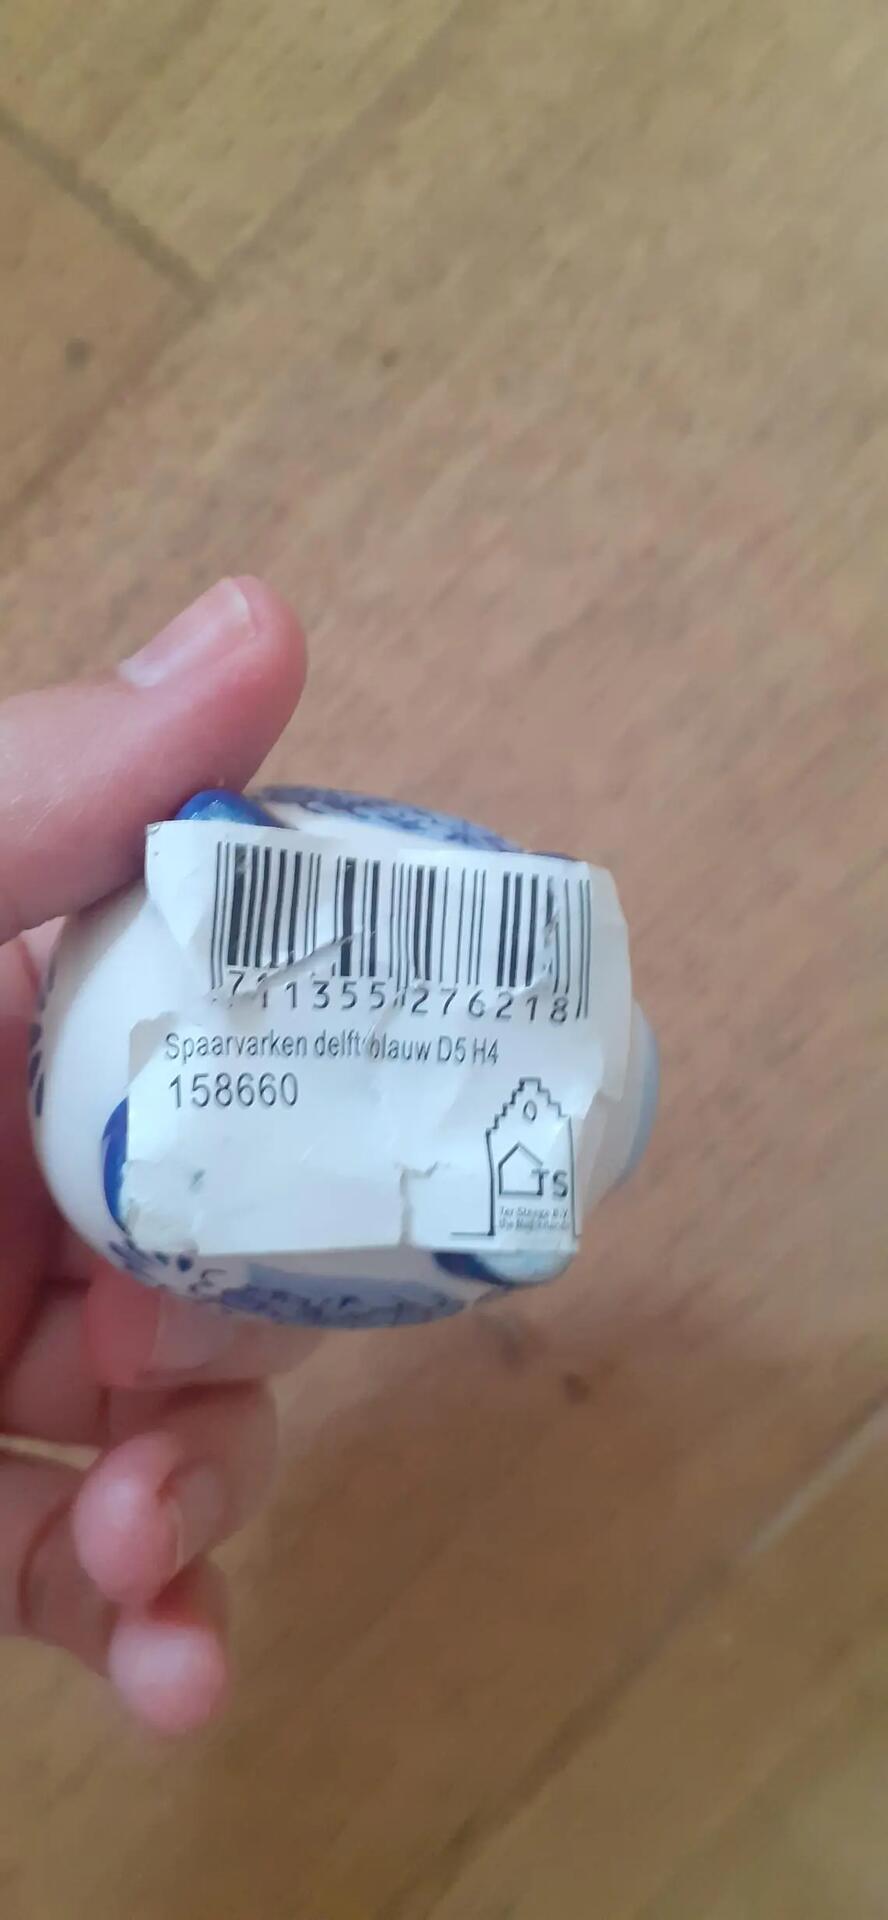 711355276218
Spaarvarken delft blauw D5 H4
158660
TS